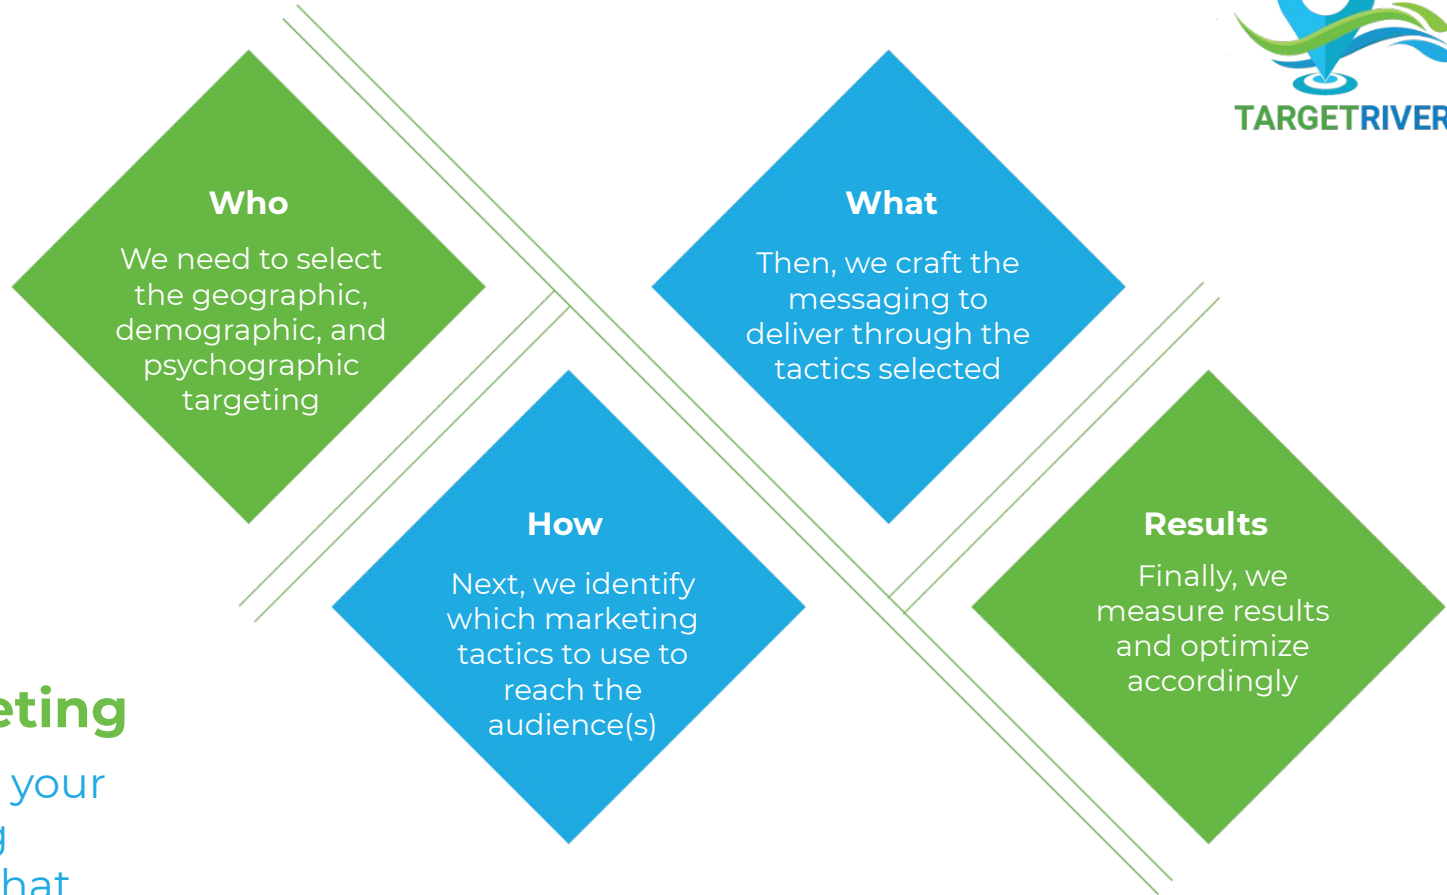 TARGETRIVER
Who
We need to select
the geographic,
demographic, and
psychographic
targeting
How
Next, we identify
which marketing
tactics to use to
reach the
audience(s)
What
Then, we craft the
messaging to
deliver through the
tactics selected
Results
Finally, we
measure results
and optimize
accordingly
your